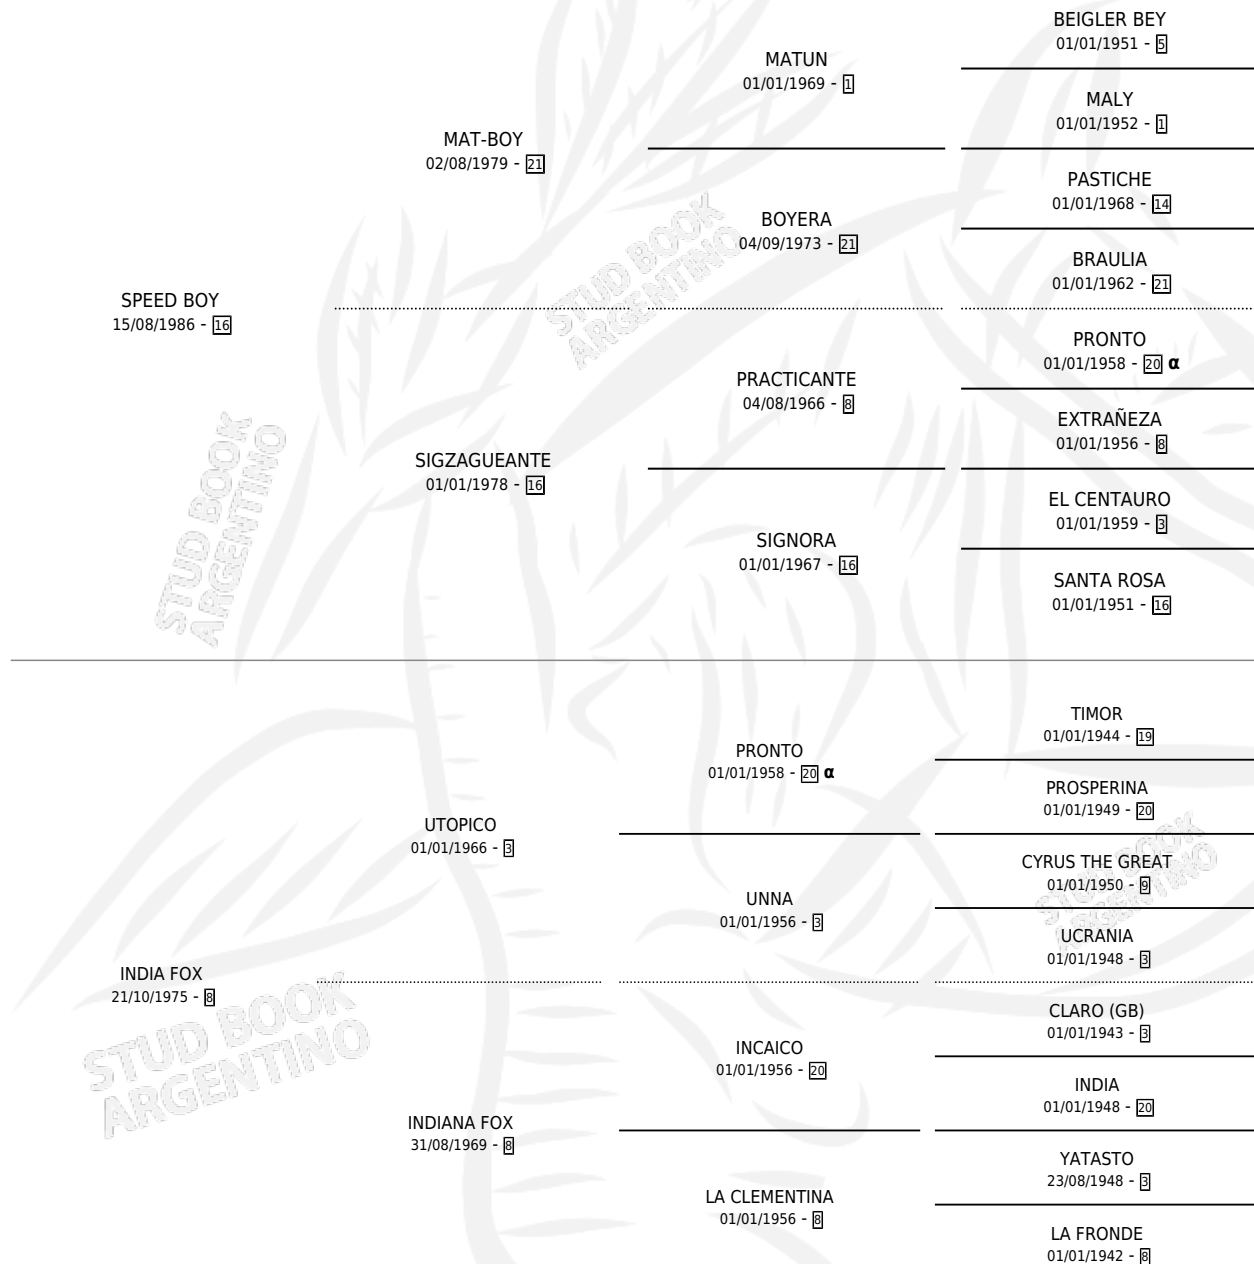 BEIGLER BEY
01/01/1951 - 5
MATUN
01/01/1969 - 1
MALY
01/01/1952 - 1
MAT-BOY
02/08/1979 - 21
PASTICHE
01/01/1968 - 14
BOYERA
04/09/1973 - 21
BRAULIA
01/01/1962 - 21
SPEED BOY
15/08/1986 - 16
PRONTO
01/01/1958 - 20 α
PRACTICANTE
04/08/1966 - 8
EXTRAÑEZA
01/01/1956 - 8
SIGZAGUEANTE
01/01/1978 - 16
EL CENTAURO
01/01/1959 - 3
SIGNORA
01/01/1967 - 16
SANTA ROSA
01/01/1951 - 16
STUD BOOK
ARGENTINO
STUD BOOK
ARGENTINO
TIMOR
01/01/1944 - 19
PRONTO
01/01/1958 - 20 α
PROSPERINA
01/01/1949 - 20
UTOPICO
01/01/1966 - 3
CYRUS THE GREAT
01/01/1950 - 9
UNNA
01/01/1956 - 3
UCRANIA
01/01/1948 - 3
INDIA FOX
21/10/1975 - 8
CLARO (GB)
01/01/1943 - 3
INCAICO
01/01/1956 - 20
INDIA
01/01/1948 - 20
INDIANA FOX
31/08/1969 - 8
YATASTO
23/08/1948 - 3
LA CLEMENTINA
01/01/1956 - 8
LA FRONDE
01/01/1942 - 8
STUD BOOK
ARGENTINO
STUD BOOK
ARGENTINO